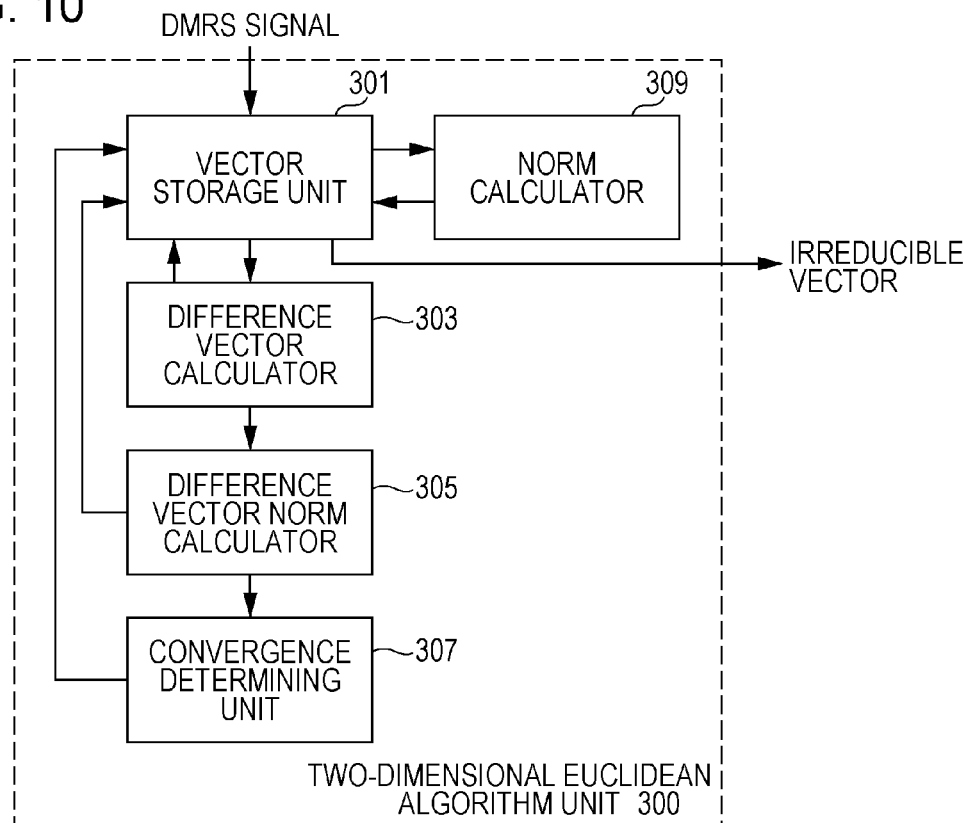 G. 10
DMRS SIGNAL
301
309
VECTOR
STORAGE UNIT
NORM
CALCULATOR
IRREDUCIBLE
VECTOR
DIFFERENCE
VECTOR
CALCULATOR
303
DIFFERENCE
VECTOR NORM
CALCULATOR
305
CONVERGENCE
DETERMINING
UNIT
307
TWO-DIMENSIONAL EUCLIDEAN
ALGORITHM UNIT 300